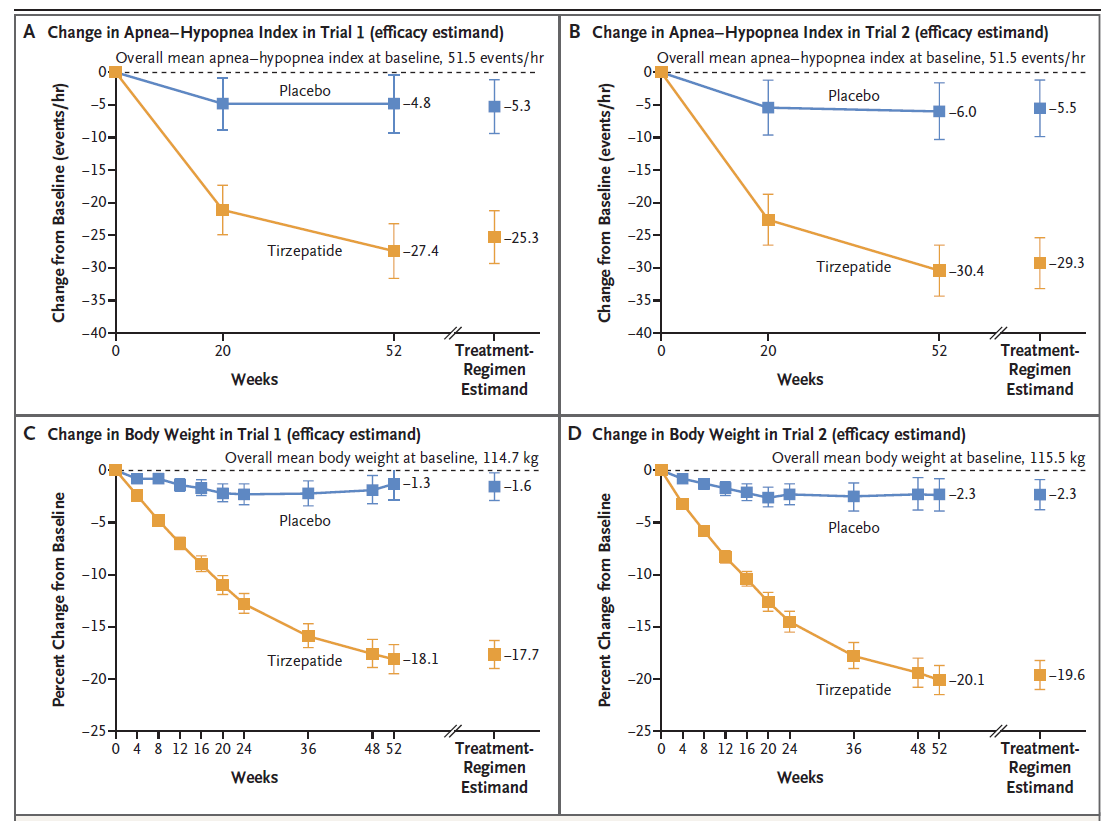 A Change in Apnea–Hypopnea Index in Trial 1 (efficacy estimand)
Overall mean apnea–hypopnea index at baseline, 51.5 events/hr
Change from Baseline (events/hr)
0
–5
–10
–15
–20
–25
–30
–35
–40
Placebo
–4.8
–5.3
Tirzepatide
–27.4
–25.3
0 20 52
Treatment-
Regimen
Estimand
Weeks
B Change in Apnea–Hypopnea Index in Trial 2 (efficacy estimand)
Overall mean apnea–hypopnea index at baseline, 51.5 events/hr
Change from Baseline (events/hr)
0
–5
–10
–15
–20
–25
–30
–35
–40
Placebo
–6.0
–5.5
Tirzepatide
–30.4
–29.3
0 20 52
Treatment-
Regimen
Estimand
Weeks
C Change in Body Weight in Trial 1 (efficacy estimand)
Overall mean body weight at baseline, 114.7 kg
Percent Change from Baseline
0
–5
–10
–15
–20
–25
–1.3
–1.6
Placebo
Tirzepatide
–18.1
–17.7
0 4 8 12 16 20 24 36 48 52
Treatment-
Regimen
Estimand
Weeks
D Change in Body Weight in Trial 2 (efficacy estimand)
Overall mean body weight at baseline, 115.5 kg
Percent Change from Baseline
0
–5
–10
–15
–20
–25
–2.3
–2.3
Placebo
Tirzepatide
–20.1
–19.6
0 4 8 12 16 20 24 36 48 52
Treatment-
Regimen
Estimand
Weeks